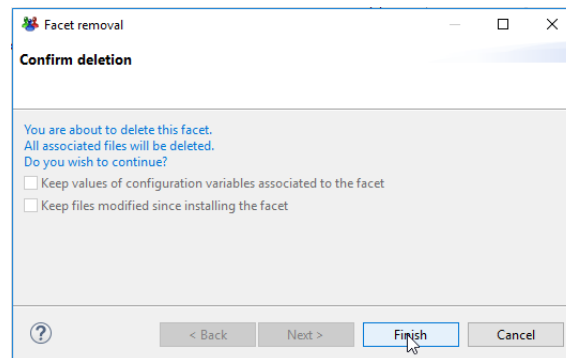 Facet removal
Confirm deletion
You are about to delete this facet.
All associated files will be deleted.
Do you wish to continue?
Keep values of configuration variables associated to the facet
Keep files modified since installing the facet
?
< Back
Next >
Finish
Cancel